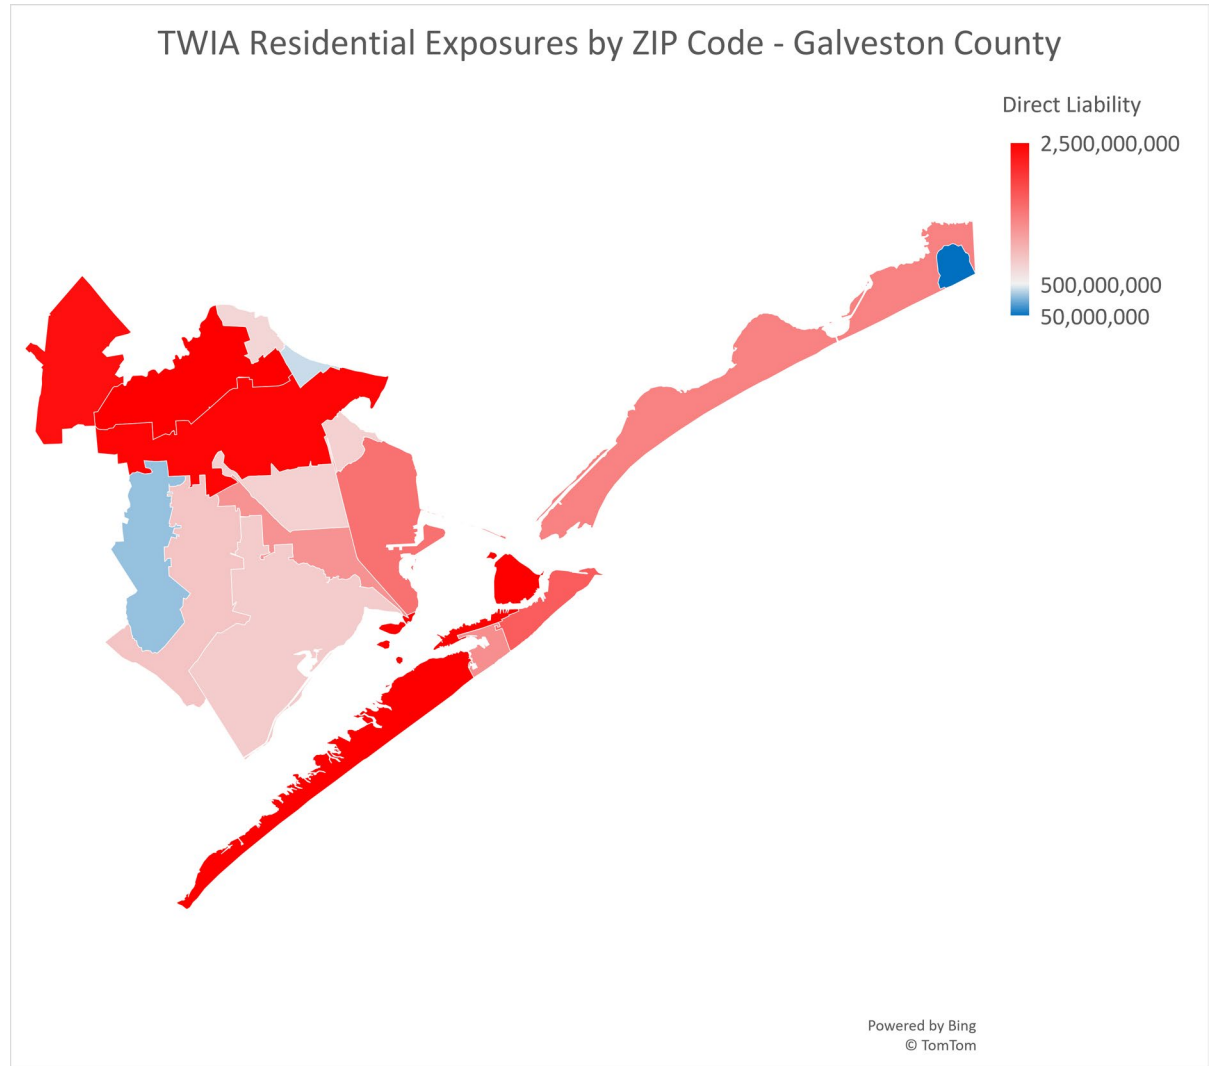 TWIA Residential Exposures by ZIP Code - Galveston County
Direct Liability
2,500,000,000
500,000,000
50,000,000
Powered by Bing
© TomTom